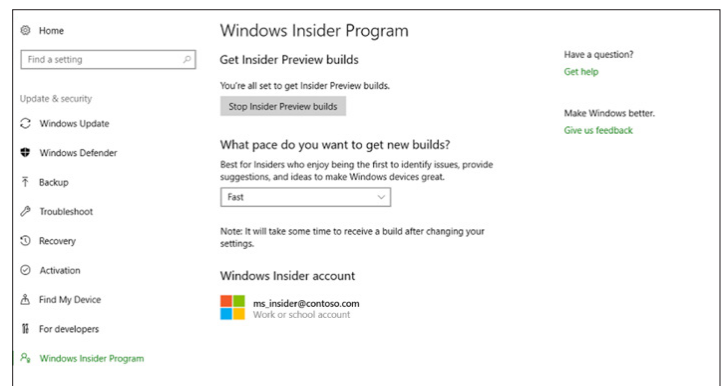 Home
Find a setting
Update & security
Windows Update
Windows Defender
Backup
Troubleshoot
Recovery
Activation
Find My Device
For developers
Windows Insider Program
Windows Insider Program
Get Insider Preview builds
You're all set to get Insider Preview builds.
Stop Insider Preview builds
What pace do you want to get new builds?
Best for Insiders who enjoy being the first to identify issues, provide
suggestions, and ideas to make Windows devices great.
Fast
Note: It will take some time to receive a build after changing your
settings.
Windows Insider account
ms_insider@contoso.com
Work or school account
Have a question?
Get help
Make Windows better.
Give us feedback